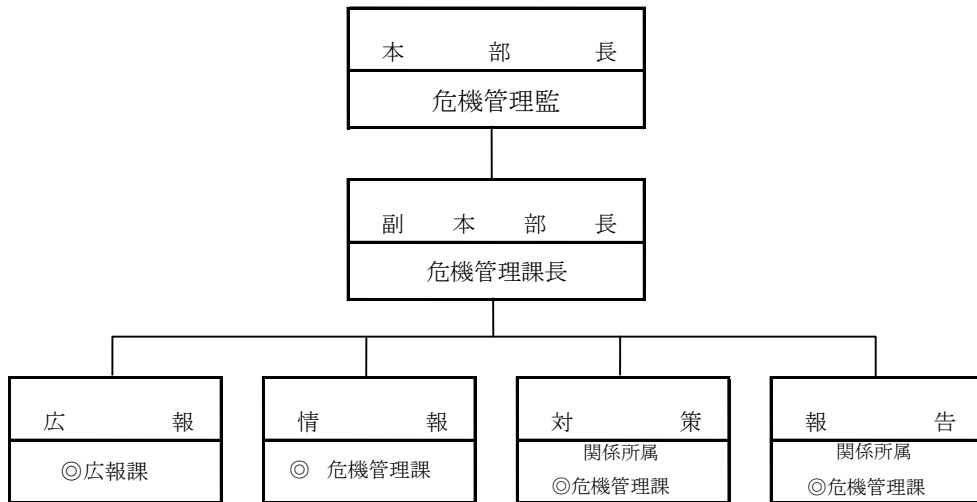 本部長
危機管理監
副本部長
危機管理課長
広報
◎広報課
情報
◎ 危機管理課
対策
関係所属
◎危機管理課
報告
関係所属
◎危機管理課